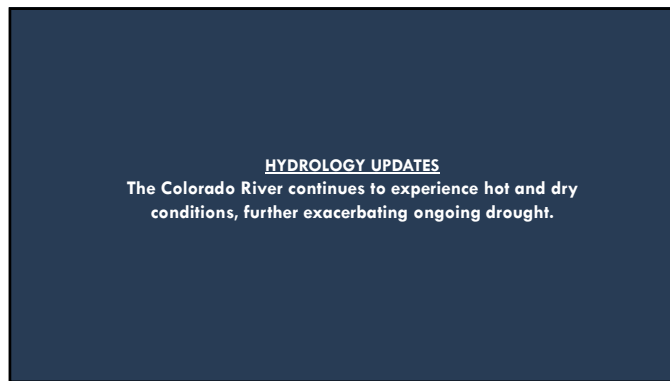 HYDROLOGY UPDATES
The Colorado River continues to experience hot and dry
conditions, further exacerbating ongoing drought.